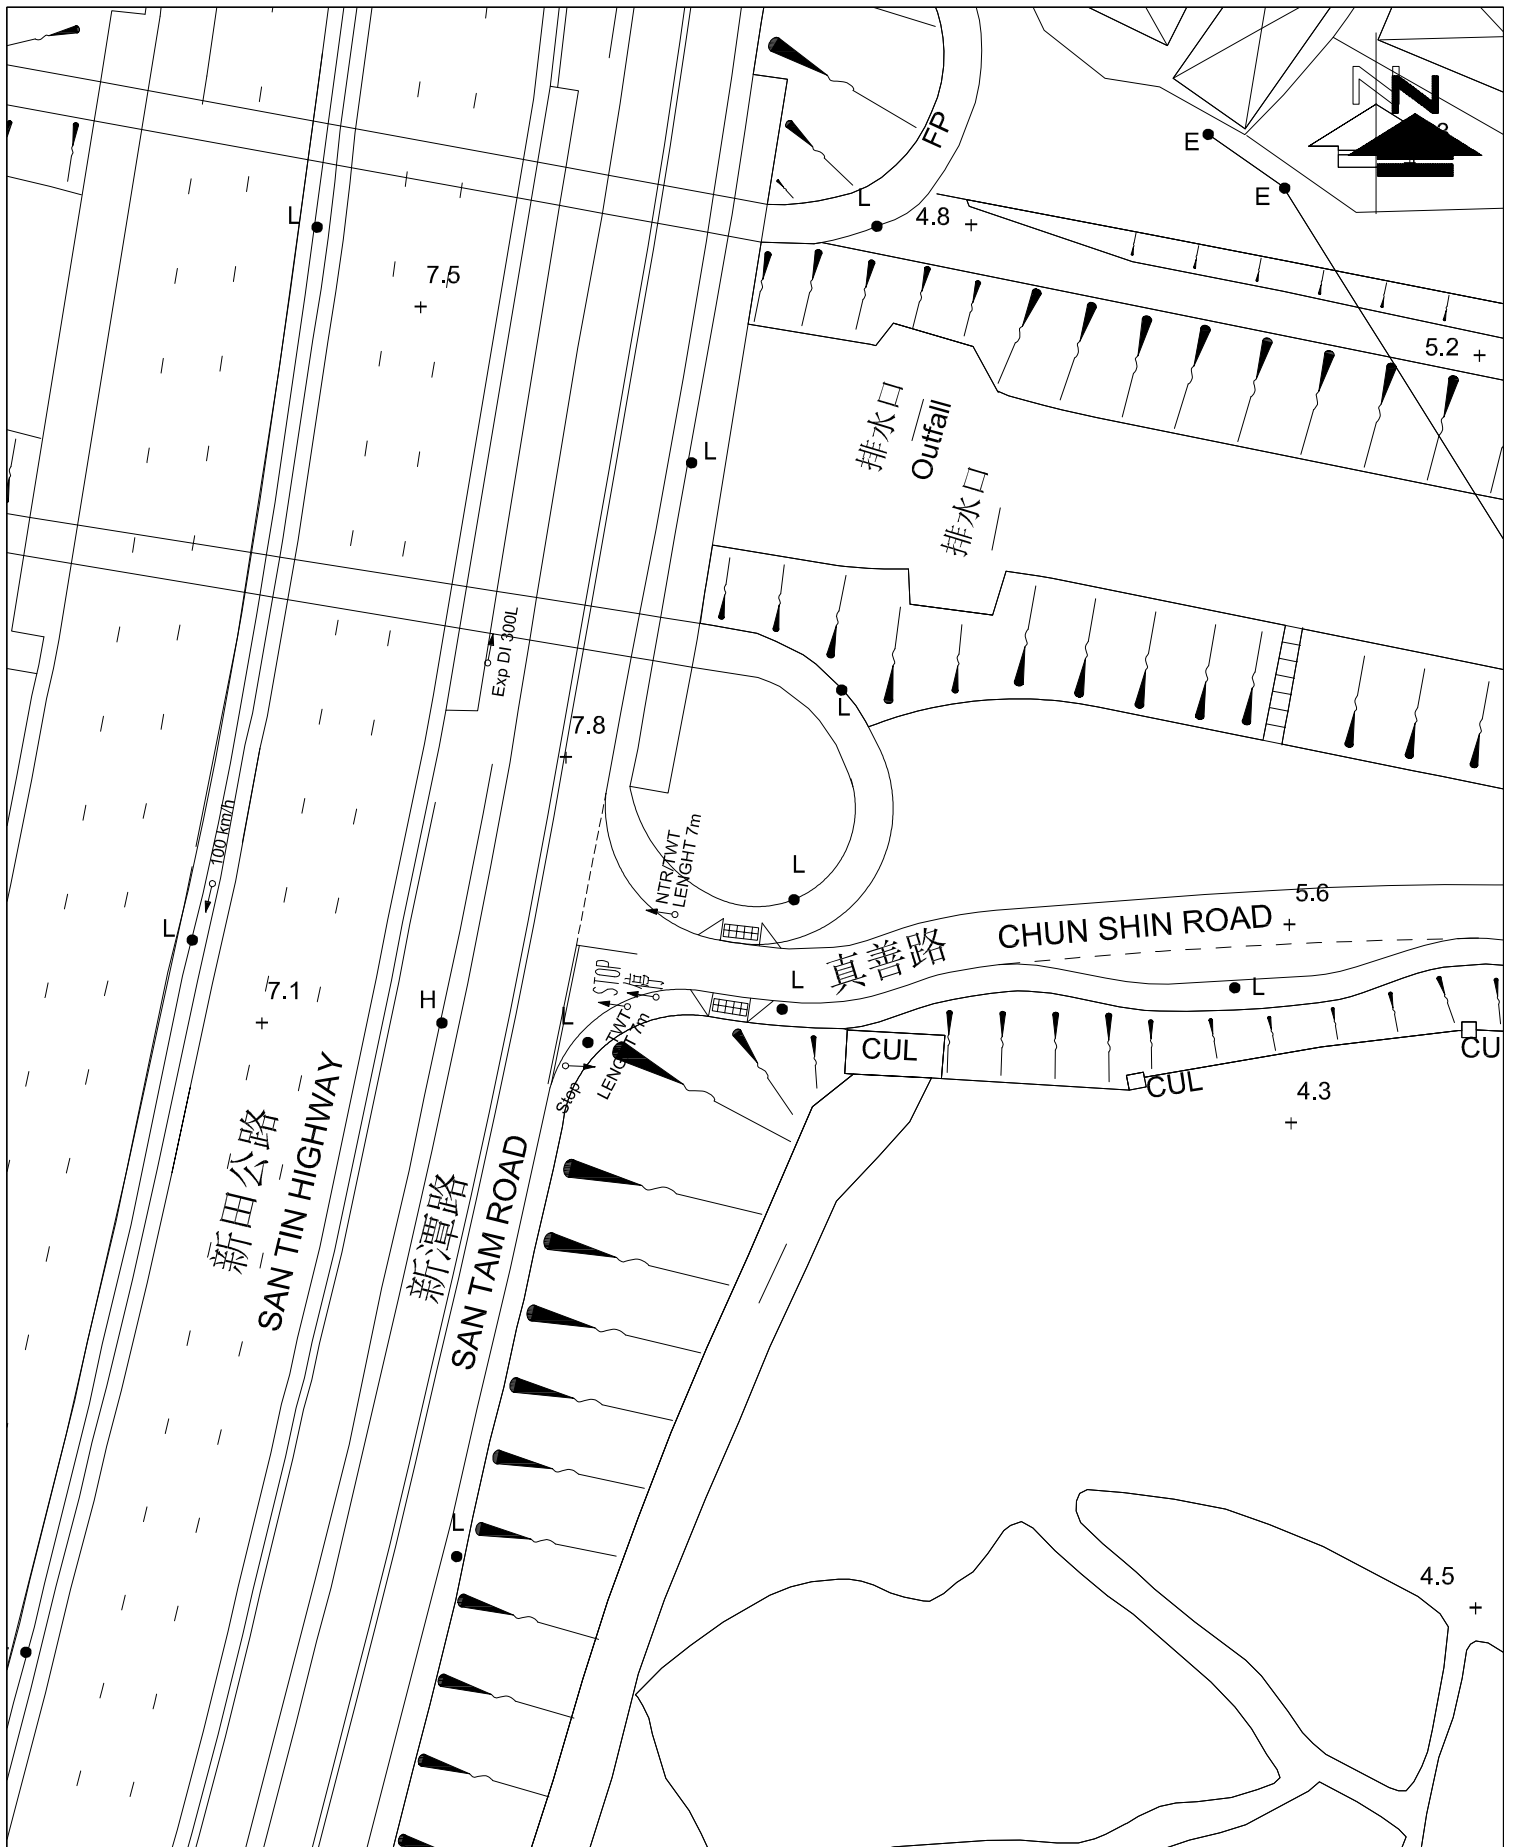 N
FP
E
E
L
L
4.8
7.5
5.2
排水口
Outfall
L
排水口
Exp DI 300L
L
7.8
100 km/h
NTR/TWT
LENGHT 7m
L
L
5.6
CHUN SHIN ROAD
真善路
STOP
停
L
L
7.1
H
L
TWT
LENGHT 7m
Stop
CUL
CUL
CU
4.3
新田公路
SAN TIN HIGHWAY
新潭路
SAN TAM ROAD
L
4.5